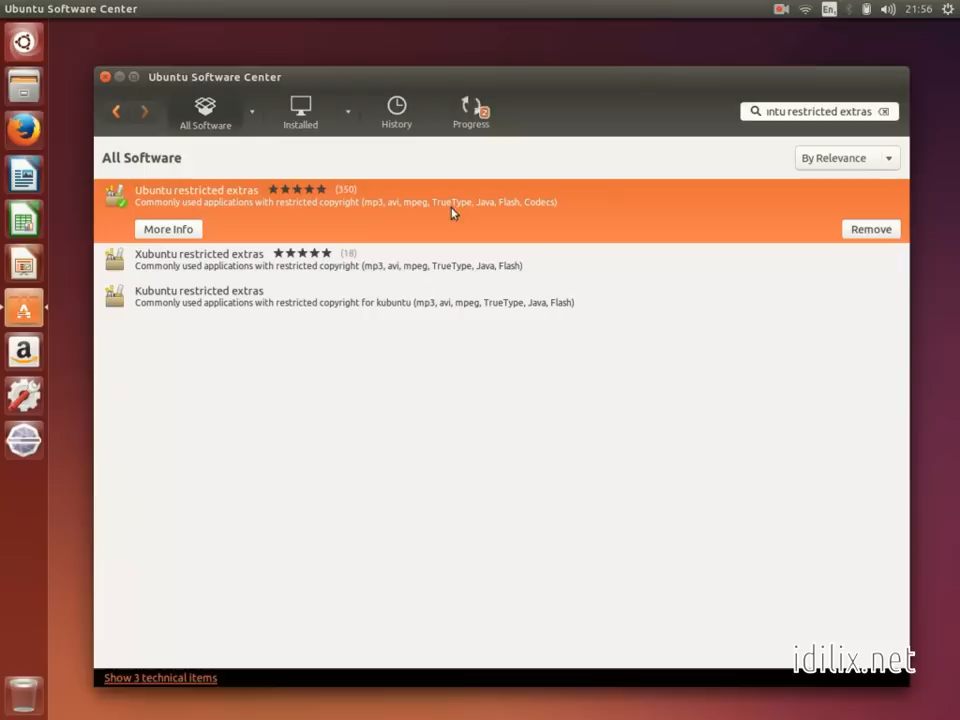 Ubuntu Software Center
En
21:56
Ubuntu Software Center
All Software
Installed
History
Progress
2
ntu restricted extras
All Software
By Relevance
Ubuntu restricted extras (350)
Commonly used applications with restricted copyright (mp3, avi, mpeg, TrueType, Java, Flash, Codecs)
More Info
Remove
Xubuntu restricted extras (18)
Commonly used applications with restricted copyright (mp3, avi, mpeg, TrueType, Java, Flash)
Kubuntu restricted extras
Commonly used applications with restricted copyright for kubuntu (mp3, avi, mpeg, TrueType, Java, Flash)
a
idilix.net
Show 3 technical items